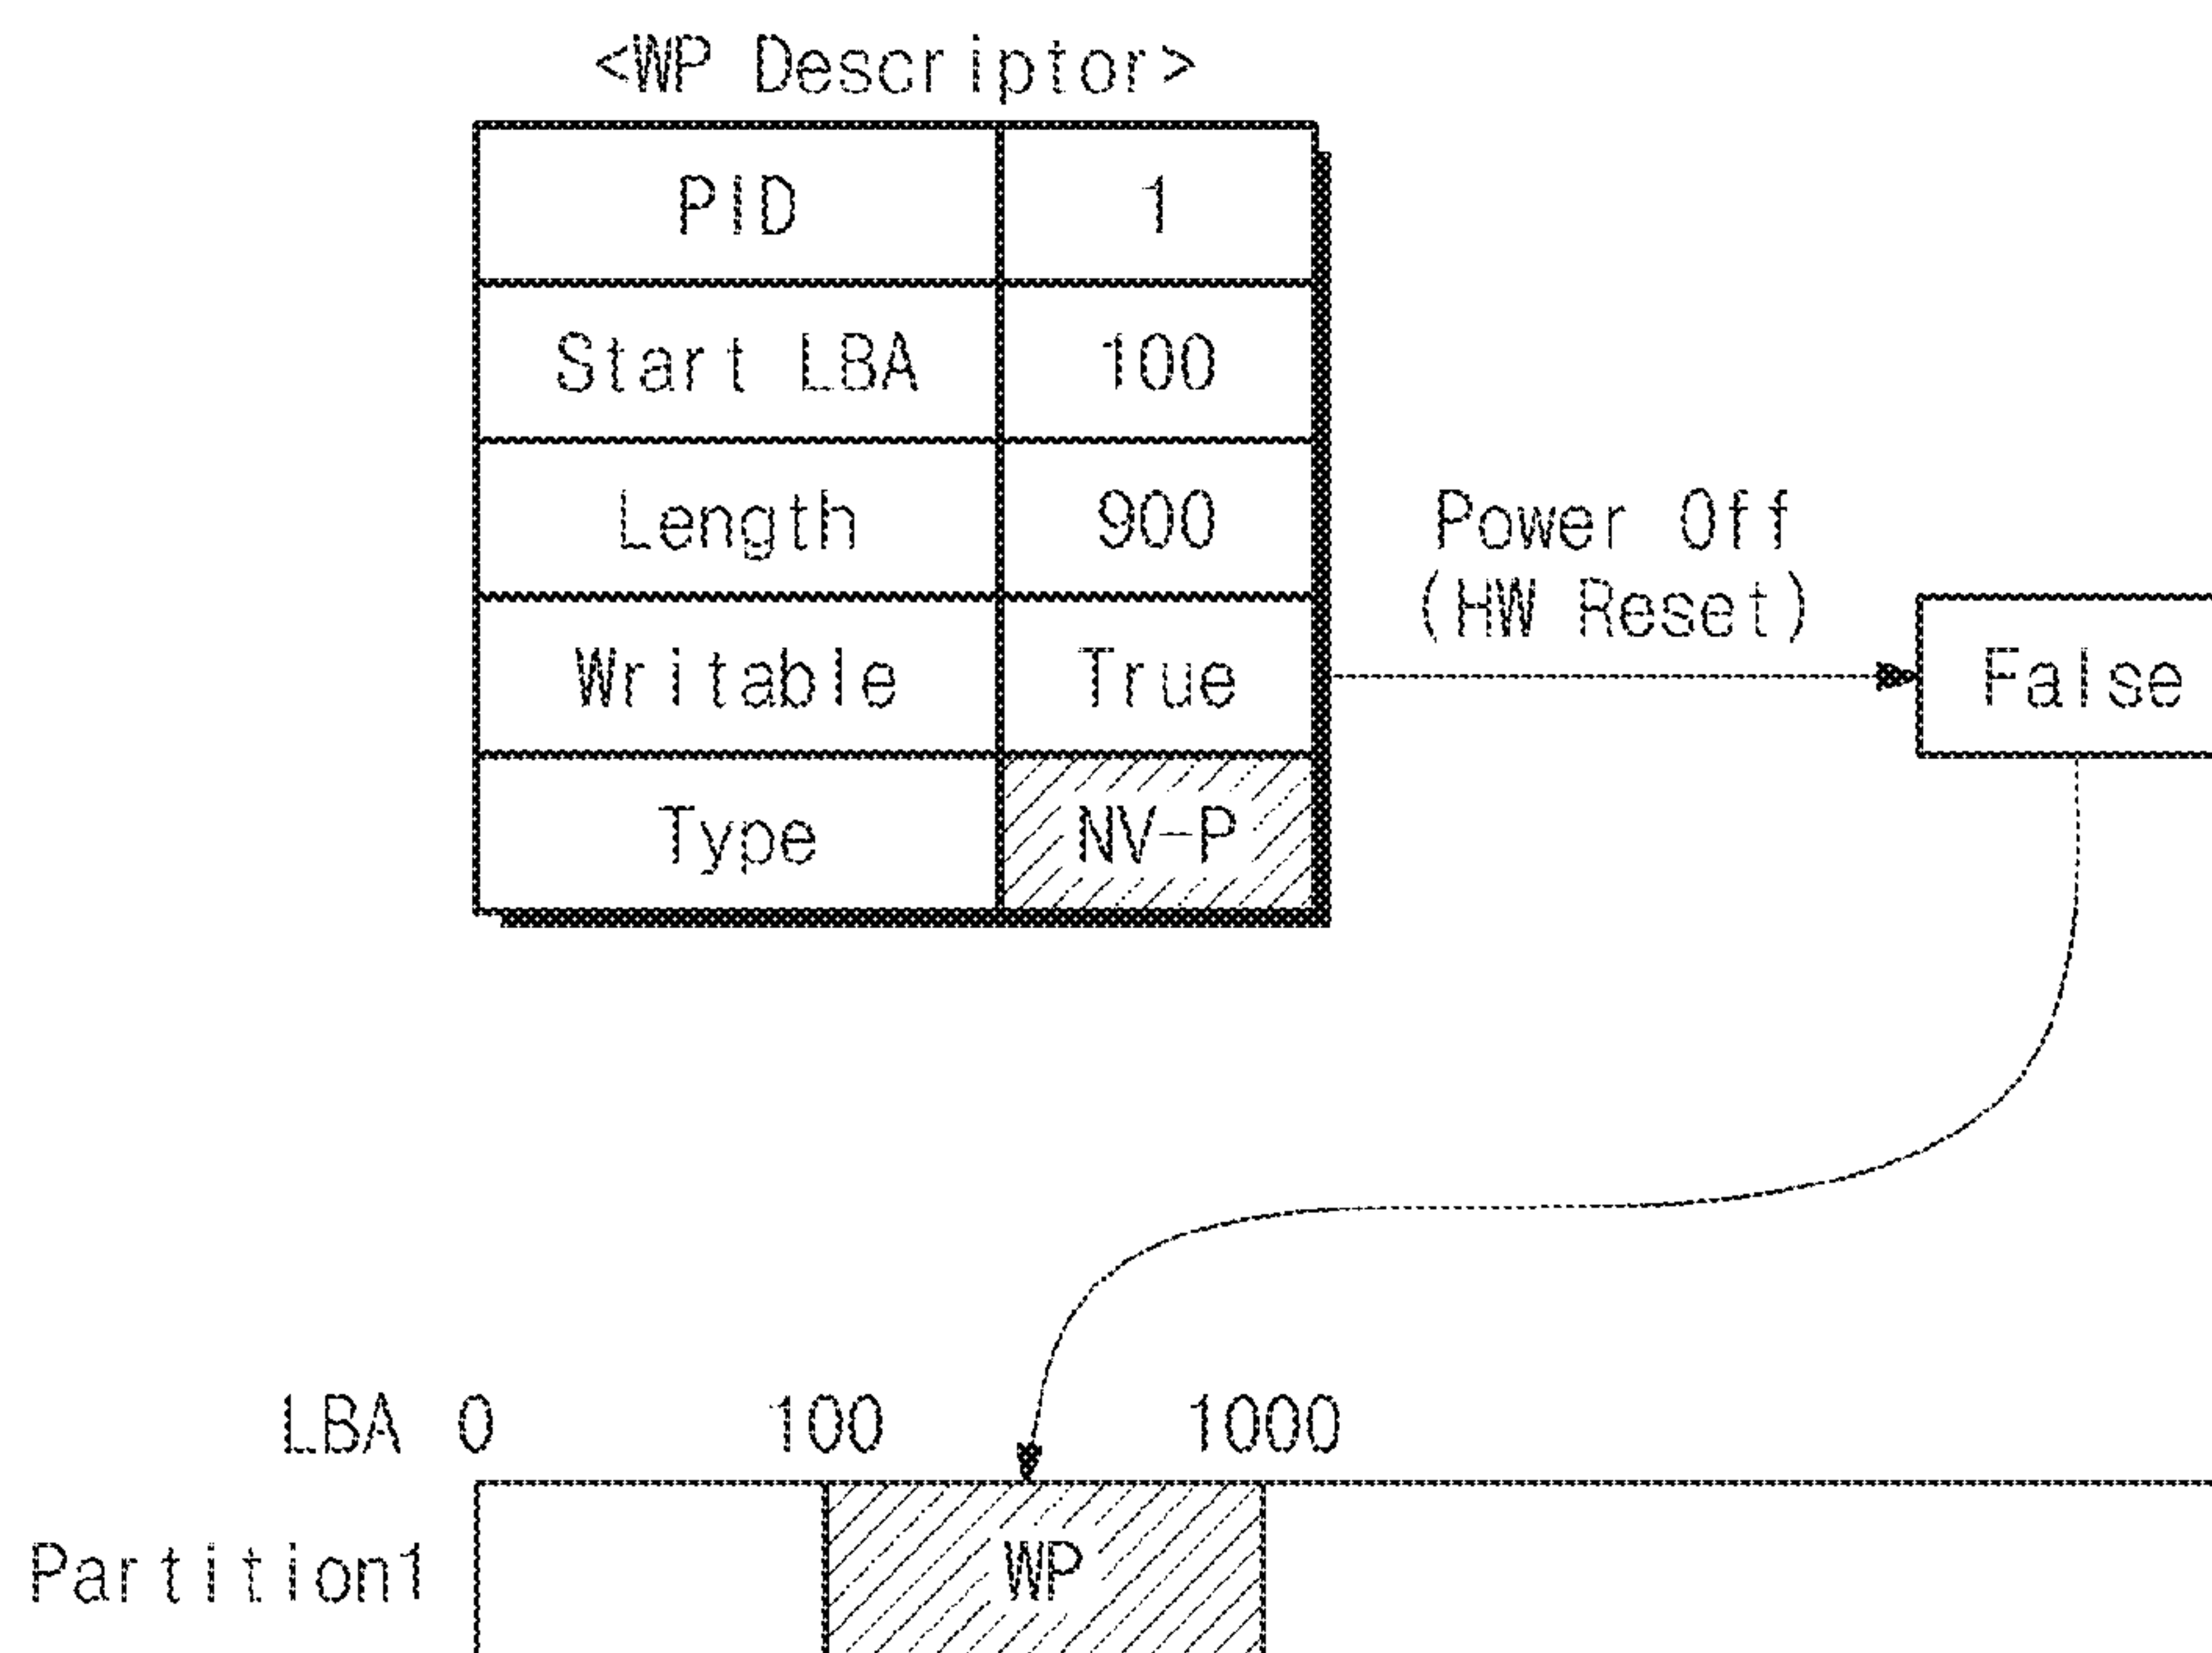 <WP Descriptor>
PID 1
Start LBA 100
Length 900
Writable True
Type NV-P
Power Off
(HW Reset)
False
LBA 0 100 1000
Partition1 WP